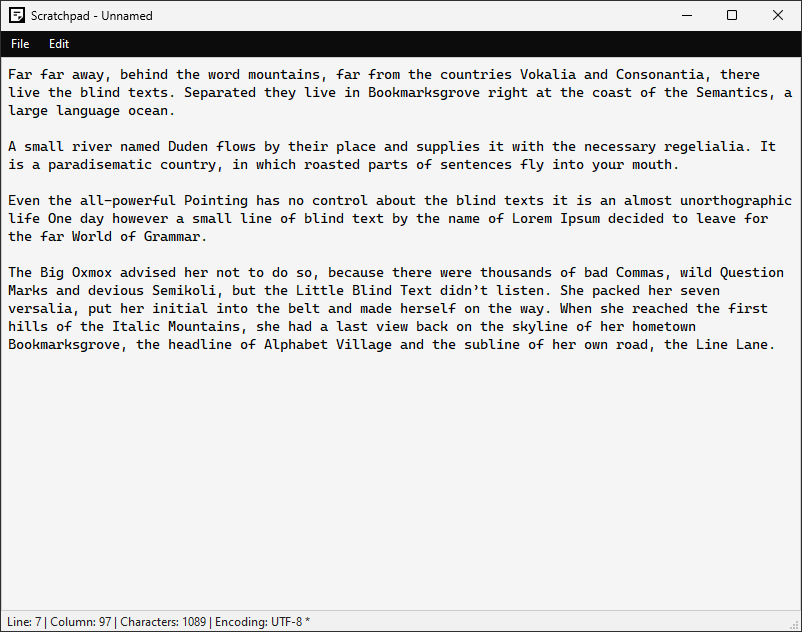 Scratchpad - Unnamed
File Edit
Far far away, behind the word mountains, far from the countries Vokalia and Consonantia, there
live the blind texts. Separated they live in Bookmarksgrove right at the coast of the Semantics, a
large language ocean.
A small river named Duden flows by their place and supplies it with the necessary regelialia. It
is a paradisematic country, in which roasted parts of sentences fly into your mouth.
Even the all-powerful Pointing has no control about the blind texts it is an almost unorthographic
life One day however a small line of blind text by the name of Lorem Ipsum decided to leave for
the far World of Grammar.
The Big Oxmox advised her not to do so, because there were thousands of bad Commas, wild Question
Marks and devious Semikoli, but the Little Blind Text didn’t listen. She packed her seven
versalia, put her initial into the belt and made herself on the way. When she reached the first
hills of the Italic Mountains, she had a last view back on the skyline of her hometown
Bookmarksgrove, the headline of Alphabet Village and the subline of her own road, the Line Lane.
Line: 7 | Column: 97 | Characters: 1089 | Encoding: UTF-8 *